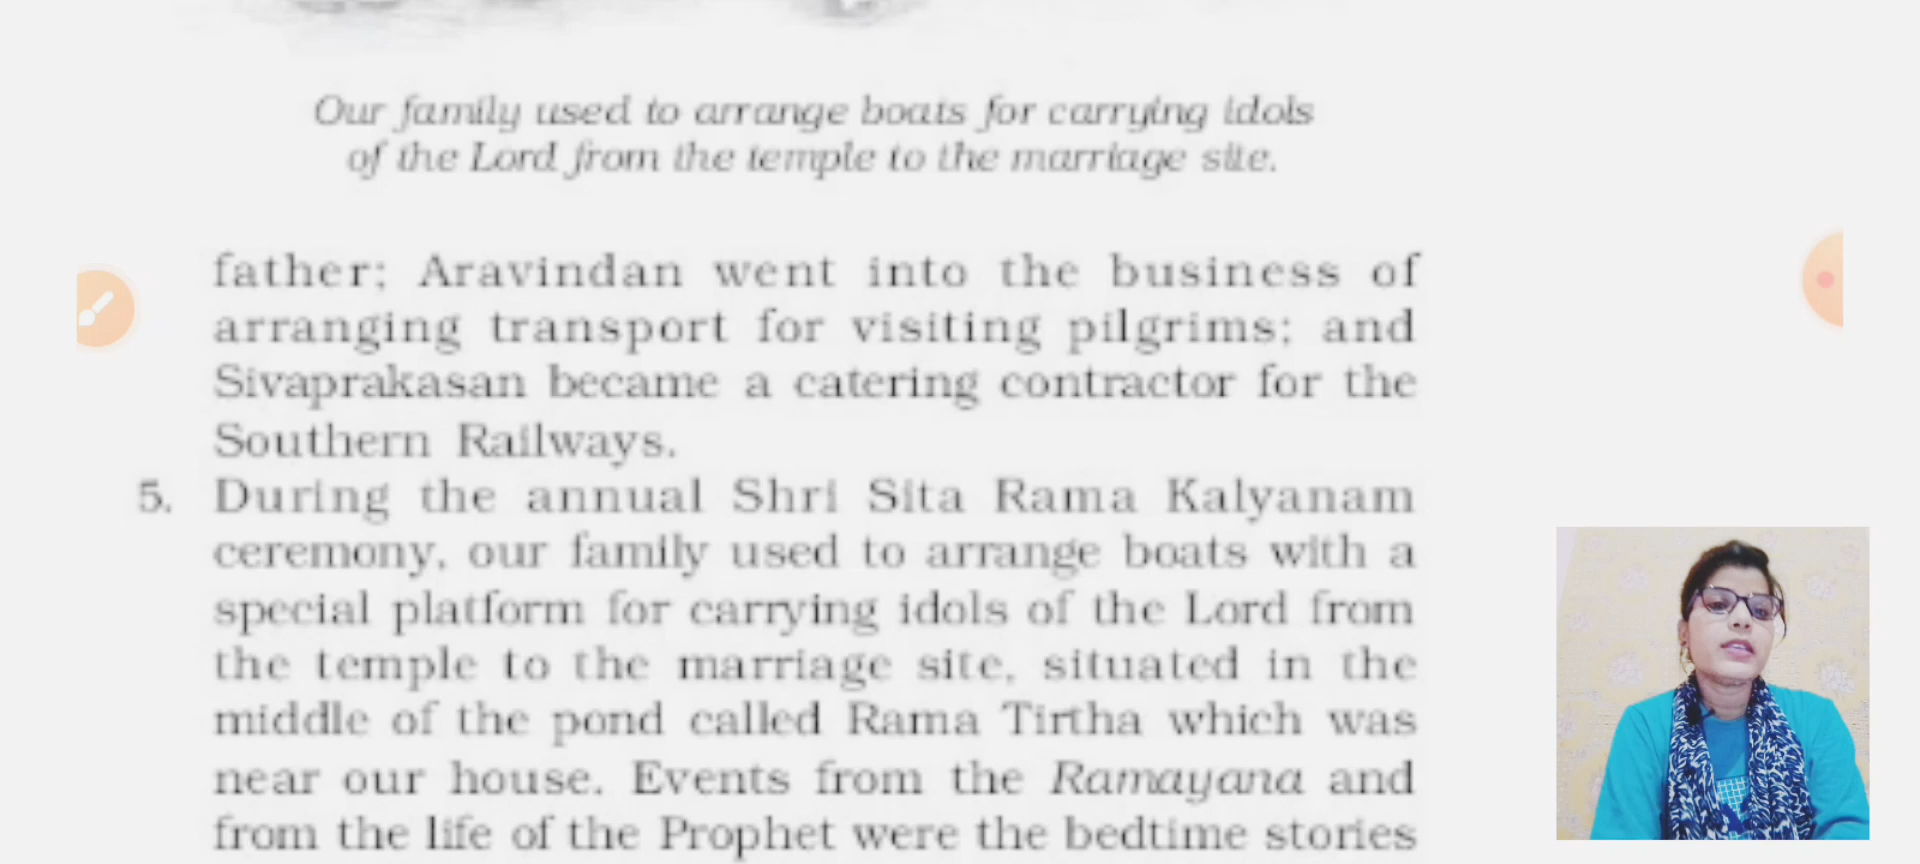 Our family used to arrange boats for carrying idols
of the Lord from the temple to the marriage site.
father; Aravindan went into the business of
arranging transport for visiting pilgrims; and
Sivaprakasan became a catering contractor for the
Southern Railways.
5. During the annual Shri Sita Rama Kalyanam
ceremony, our family used to arrange boats with a
special platform for carrying idols of the Lord from
the temple to the marriage site, situated in the
middle of the pond called Rama Tirtha which was
near our house. Events from the Ramayana and
from the life of the Prophet were the bedtime stories